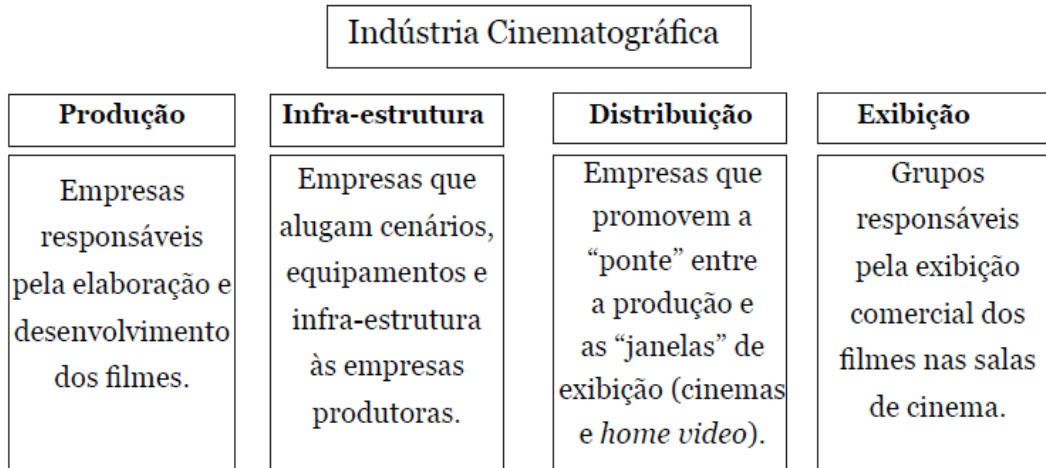 Indústria Cinematográfica
Produção
Empresas
responsáveis
pela elaboração e
desenvolvimento
dos filmes.
Infra-estrutura
Empresas que
alugam cenários,
equipamentos e
infra-estrutura
às empresas
produtoras.
Distribuição
Empresas que
promovem a
“ponte” entre
a produção e
as “janelas” de
exibição (cinemas
e home video).
Exibição
Grupos
responsáveis
pela exibição
comercial dos
filmes nas salas
de cinema.